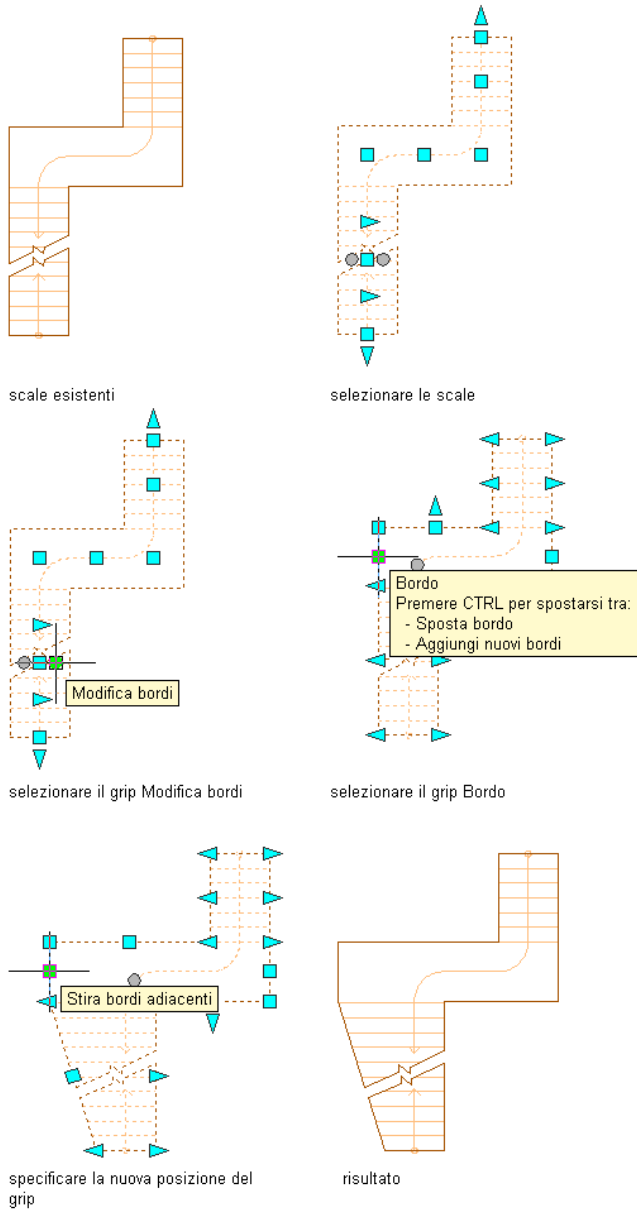 scale esistenti
selezionare le scale
Modifica bordi
Bordo
Premere CTRL per spostarsi tra:
- Sposta bordo
- Aggiungi nuovi bordi
selezionare il grip Modifica bordi
selezionare il grip Bordo
Stira bordi adiacenti
specificare la nuova posizione del
grip
risultato